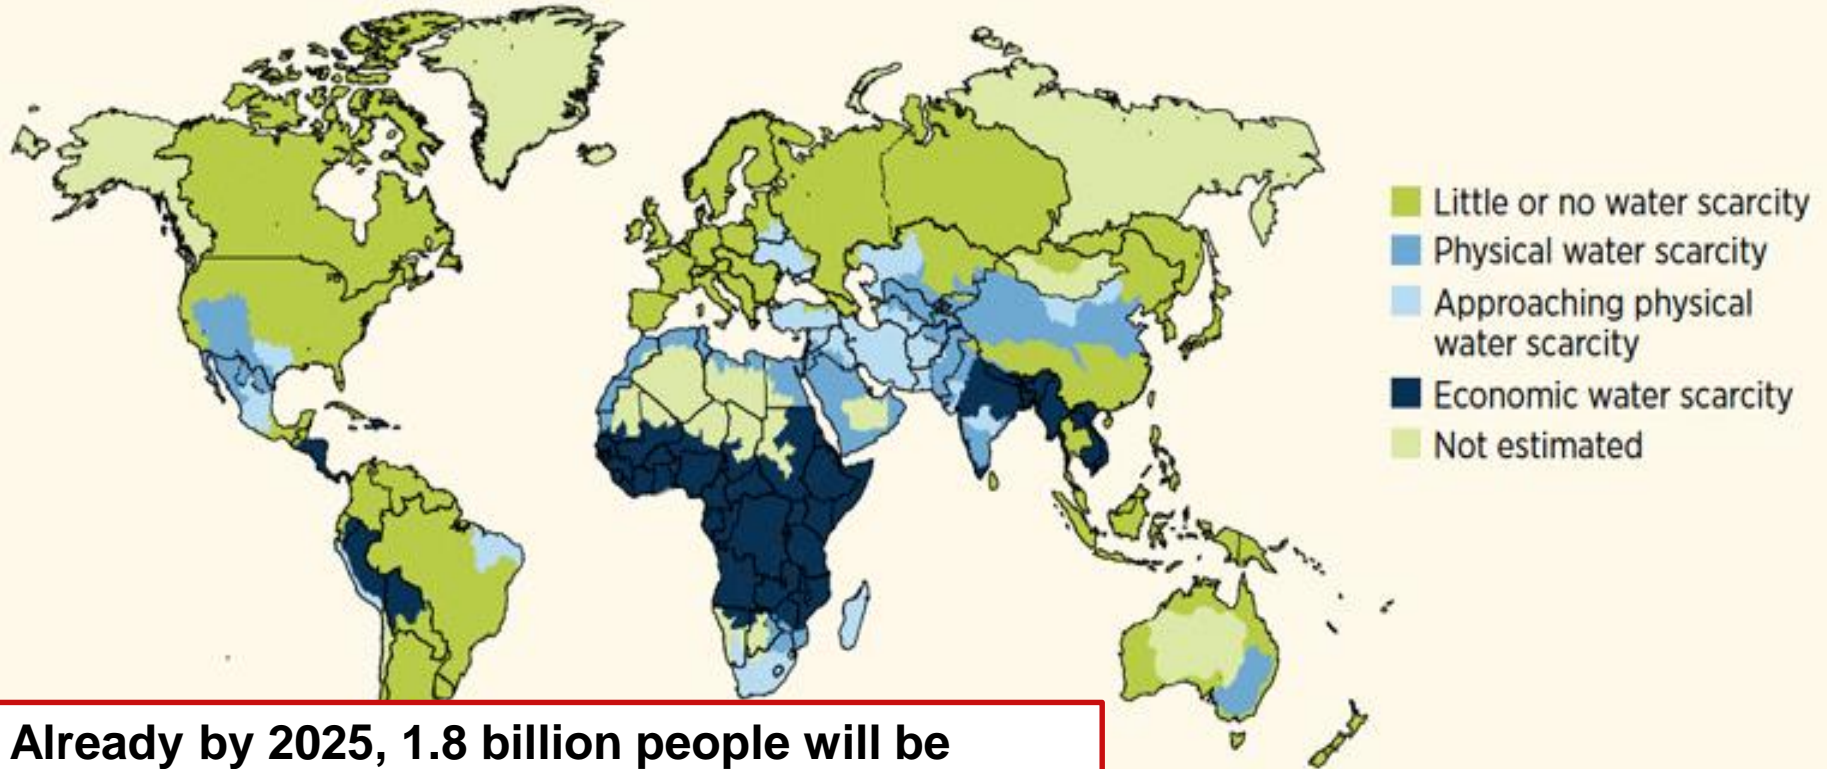 Little or no water scarcity
Physical water scarcity
Approaching physical
water scarcity
Economic water scarcity
Not estimated
Already by 2025, 1.8 billion people will be